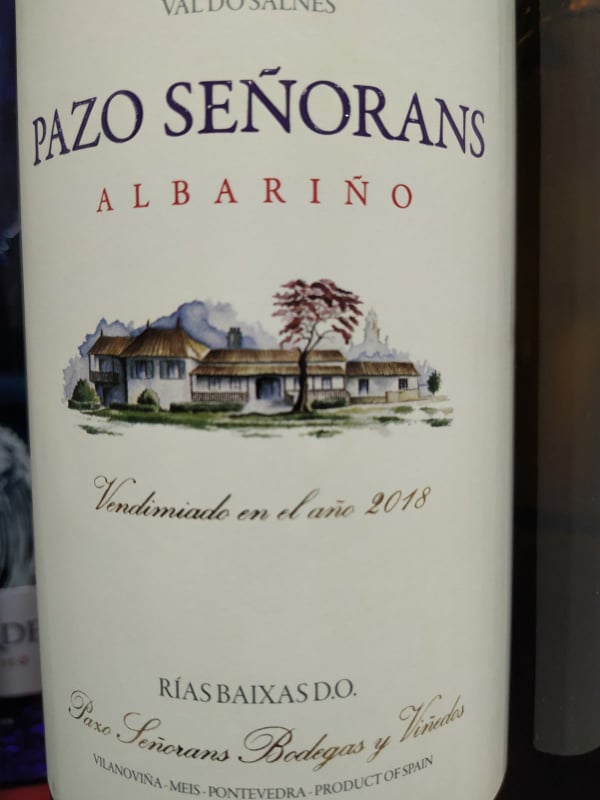 VAL DO SALNÉS
PAZO SEÑORANS
ALBARIÑO
Vendimiado en el año 2018
RÍAS BAIXAS D.O.
Pazo Señorans Bodegas y Viñedos
VILANOVIÑA - MEIS - PONTEVEDRA - PRODUCT OF SPAIN